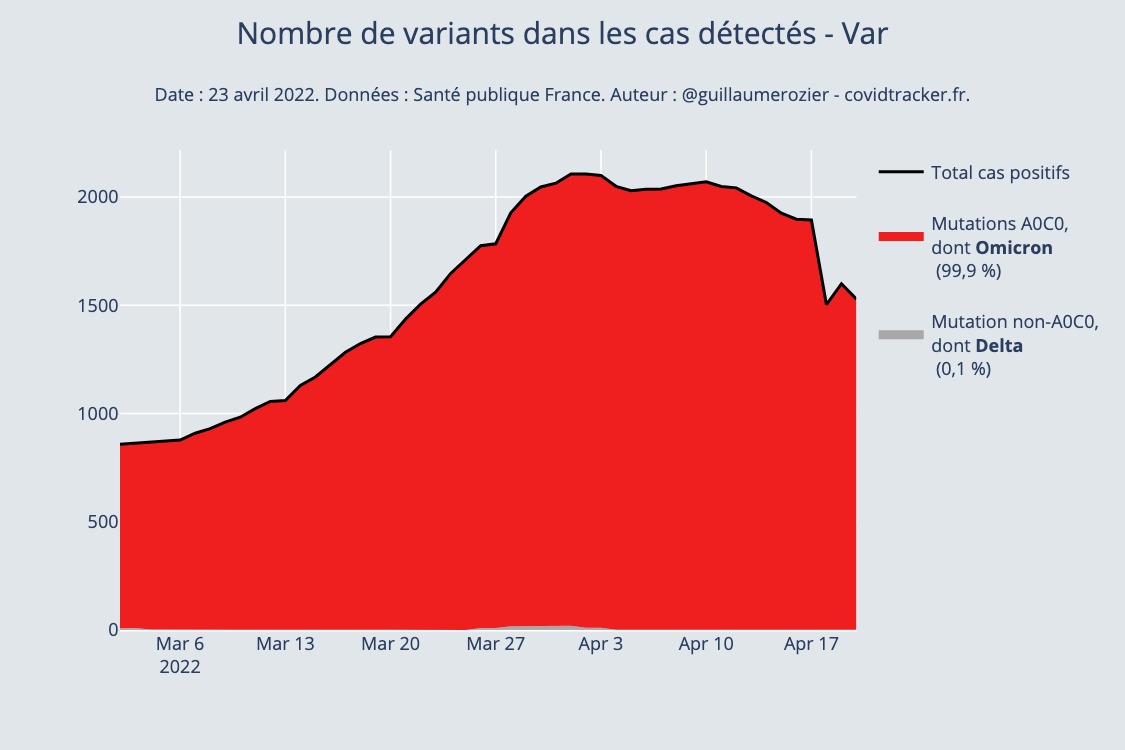 Nombre de variants dans les cas détectés - Var
Date : 23 avril 2022. Données : Santé publique France. Auteur : @guillaumerozier - covidtracker.fr.
2000
1500
1000
500
0
Mar 6
2022
Mar 13
Mar 20
Mar 27
Apr 3
Apr 10
Apr 17
Total cas positifs
Mutations A0C0,
dont Omicron
(99,9 %)
Mutation non-A0C0,
dont Delta
(0,1 %)